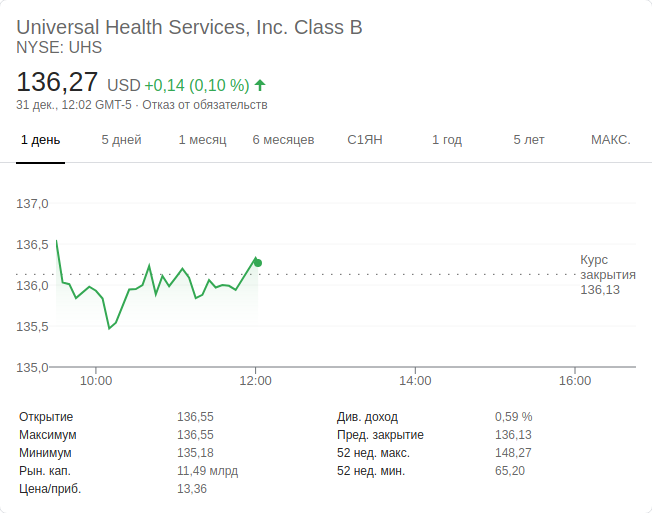 Universal Health Services, Inc. Class B
NYSE: UHS
136,27 USD +0,14 (0,10 %)
31 дек., 12:02 GMT-5 · Отказ от обязательств
1 день 5 дней 1 месяц 6 месяцев С1ЯН 1 год 5 лет МАКС.
137,0
136,5
Курс
закрытия
136,13
136,0
135,5
135,0
10:00 12:00 14:00 16:00
Открытие 136,55 Див. доход 0,59 %
Максимум 136,55 Пред. закрытие 136,13
Минимум 135,18 52 нед. макс. 148,27
Рын. кап. 11,49 млрд 52 нед. мин. 65,20
Цена/приб. 13,36